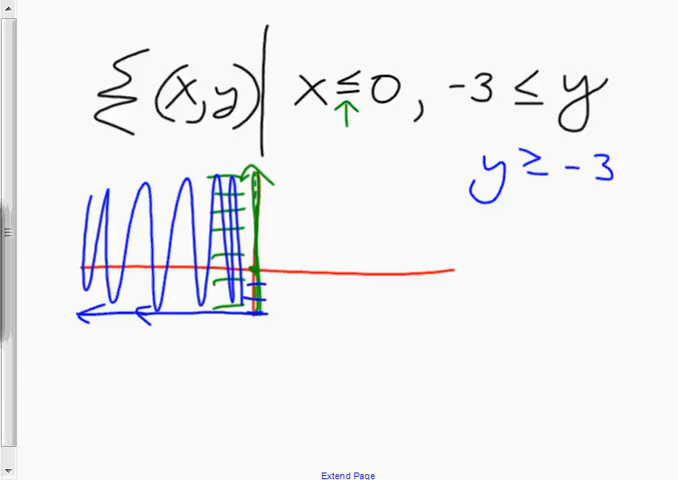 {(x,y)| x ≤ 0, -3 ≤ y
y ≥ -3
Extend Page